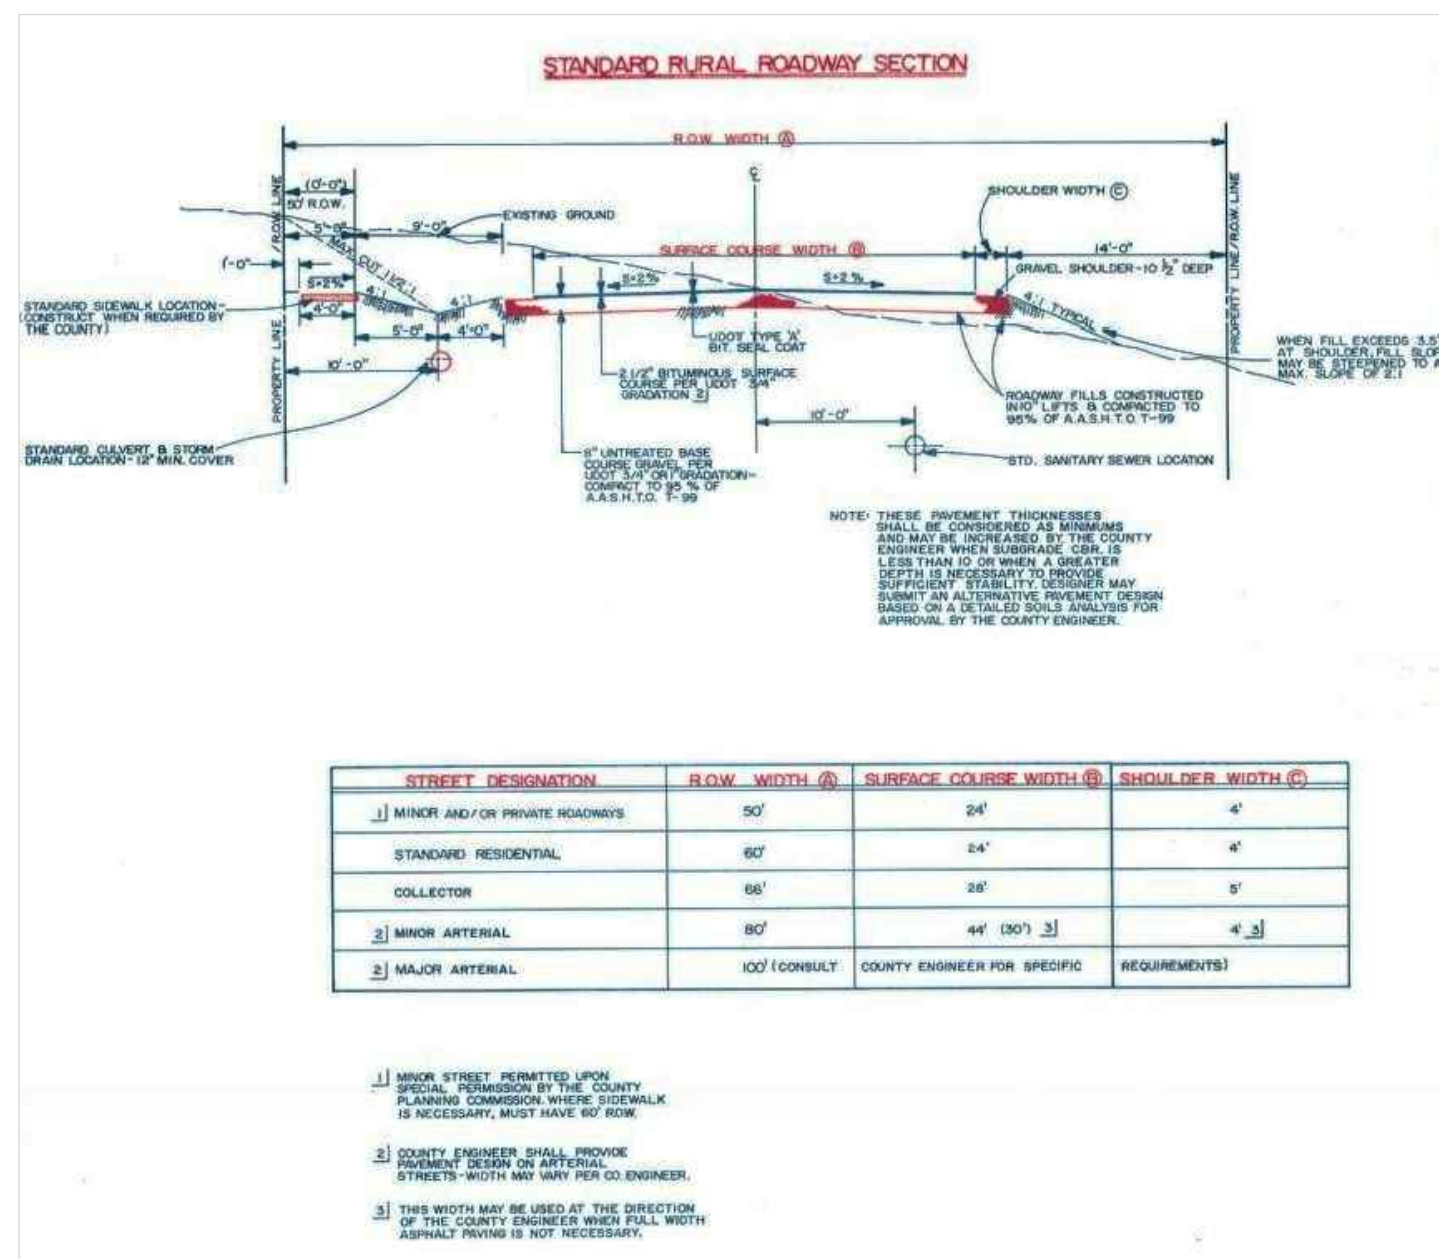 STANDARD RURAL ROADWAY SECTION
R.O.W. WIDTH (A)
PROPERTY LINE
/R.O.W. LINE
(0'-0")
50' R.O.W.
5'-0"
9'-0"
EXISTING GROUND
MAX. CUT 1 1/2:1
1'-0"
S=2%
4:1
4:1
4'-0"
5'-0"
4'-0"
10'-0"
STANDARD SIDEWALK LOCATION-
(CONSTRUCT WHEN REQUIRED BY
THE COUNTY)
STANDARD CULVERT & STORM
DRAIN LOCATION-12" MIN. COVER
SURFACE COURSE WIDTH (B)
S=2%
S=2%
SHOULDER WIDTH (C)
14'-0"
GRAVEL SHOULDER-10 1/2" DEEP
4:1 TYPICAL
PROPERTY LINE/R.O.W. LINE
WHEN FILL EXCEEDS 3.5'
AT SHOULDER, FILL SLOP
MAY BE STEEPENED TO A
MAX. SLOPE OF 2:1
UDOT TYPE 'A'
BIT. SEAL COAT
2 1/2" BITUMINOUS SURFACE
COURSE PER UDOT 3/4"
GRADATION 2
8" UNTREATED BASE
COURSE GRAVEL PER
UDOT 3/4" OR 1" GRADATION-
COMPACT TO 95 % OF
A.A.S.H.T.O. T-99
10'-0"
ROADWAY FILLS CONSTRUCTED
IN 10" LIFTS & COMPACTED TO
95% OF A.A.S.H.T.O. T-99
STD. SANITARY SEWER LOCATION
NOTE: THESE PAVEMENT THICKNESSES
SHALL BE CONSIDERED AS MINIMUMS
AND MAY BE INCREASED BY THE COUNTY
ENGINEER WHEN SUBGRADE CBR. IS
LESS THAN 10 OR WHEN A GREATER
DEPTH IS NECESSARY TO PROVIDE
SUFFICIENT STABILITY. DESIGNER MAY
SUBMIT AN ALTERNATIVE PAVEMENT DESIGN
BASED ON A DETAILED SOILS ANALYSIS FOR
APPROVAL BY THE COUNTY ENGINEER.
STREET DESIGNATION R.O.W. WIDTH (A) SURFACE COURSE WIDTH (B) SHOULDER WIDTH (C)
1 MINOR AND/OR PRIVATE ROADWAYS 50' 24' 4'
STANDARD RESIDENTIAL 60' 24' 4'
COLLECTOR 66' 28' 5'
2 MINOR ARTERIAL 80' 44' (30') 3 4' 3
2 MAJOR ARTERIAL 100' (CONSULT COUNTY ENGINEER FOR SPECIFIC REQUIREMENTS)
1 MINOR STREET PERMITTED UPON
SPECIAL PERMISSION BY THE COUNTY
PLANNING COMMISSION. WHERE SIDEWALK
IS NECESSARY, MUST HAVE 60' ROW.
2 COUNTY ENGINEER SHALL PROVIDE
PAVEMENT DESIGN ON ARTERIAL
STREETS-WIDTH MAY VARY PER CO. ENGINEER.
3 THIS WIDTH MAY BE USED AT THE DIRECTION
OF THE COUNTY ENGINEER WHEN FULL WIDTH
ASPHALT PAVING IS NOT NECESSARY.